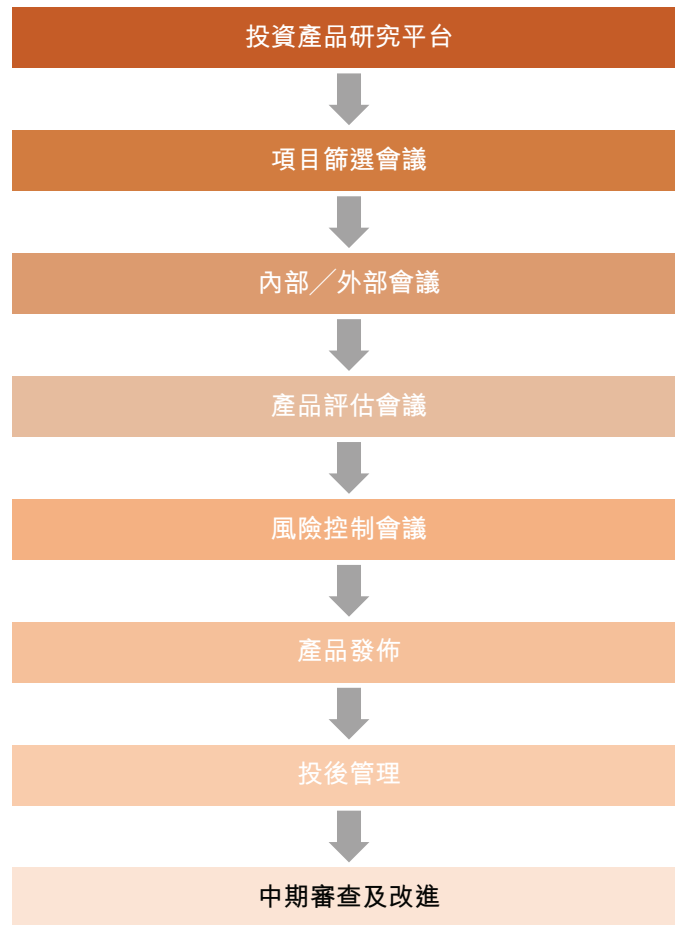 投資產品研究平台
項目篩選會議
內部／外部會議
產品評估會議
風險控制會議
產品發佈
投後管理
中期審查及改進